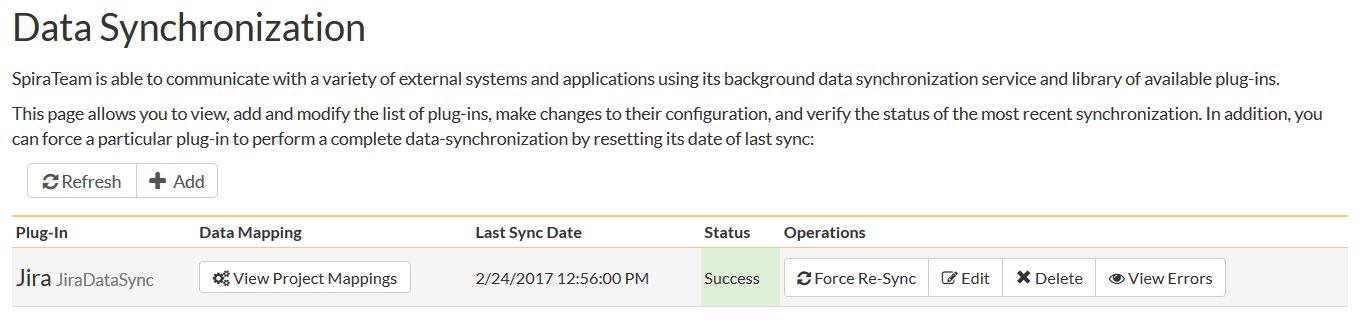 Data Synchronization
SpiraTeam is able to communicate with a variety of external systems and applications using its background data synchronization service and library of available plug-ins.
This page allows you to view, add and modify the list of plug-ins, make changes to their configuration, and verify the status of the most recent synchronization. In addition, you
can force a particular plug-in to perform a complete data-synchronization by resetting its date of last sync:
Refresh Add
Plug-In Data Mapping Last Sync Date Status Operations
Jira JiraDataSync View Project Mappings 2/24/2017 12:56:00 PM Success Force Re-Sync Edit Delete View Errors